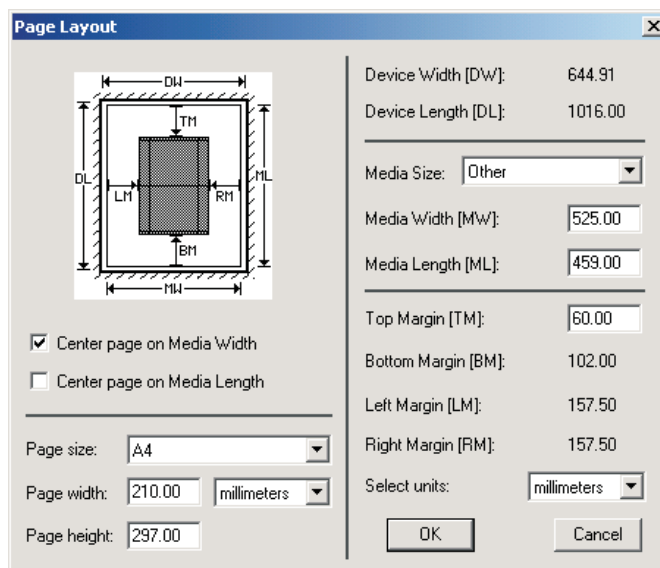 Page Layout
DW
TM
DL
ML
LM
RM
BM
MW
Center page on Media Width
Center page on Media Length
Page size: A4
Page width: 210.00 millimeters
Page height: 297.00
Device Width [DW]: 644.91
Device Length [DL]: 1016.00
Media Size: Other
Media Width [MW]: 525.00
Media Length [ML]: 459.00
Top Margin [TM]: 60.00
Bottom Margin [BM]: 102.00
Left Margin [LM]: 157.50
Right Margin [RM]: 157.50
Select units: millimeters
OK Cancel